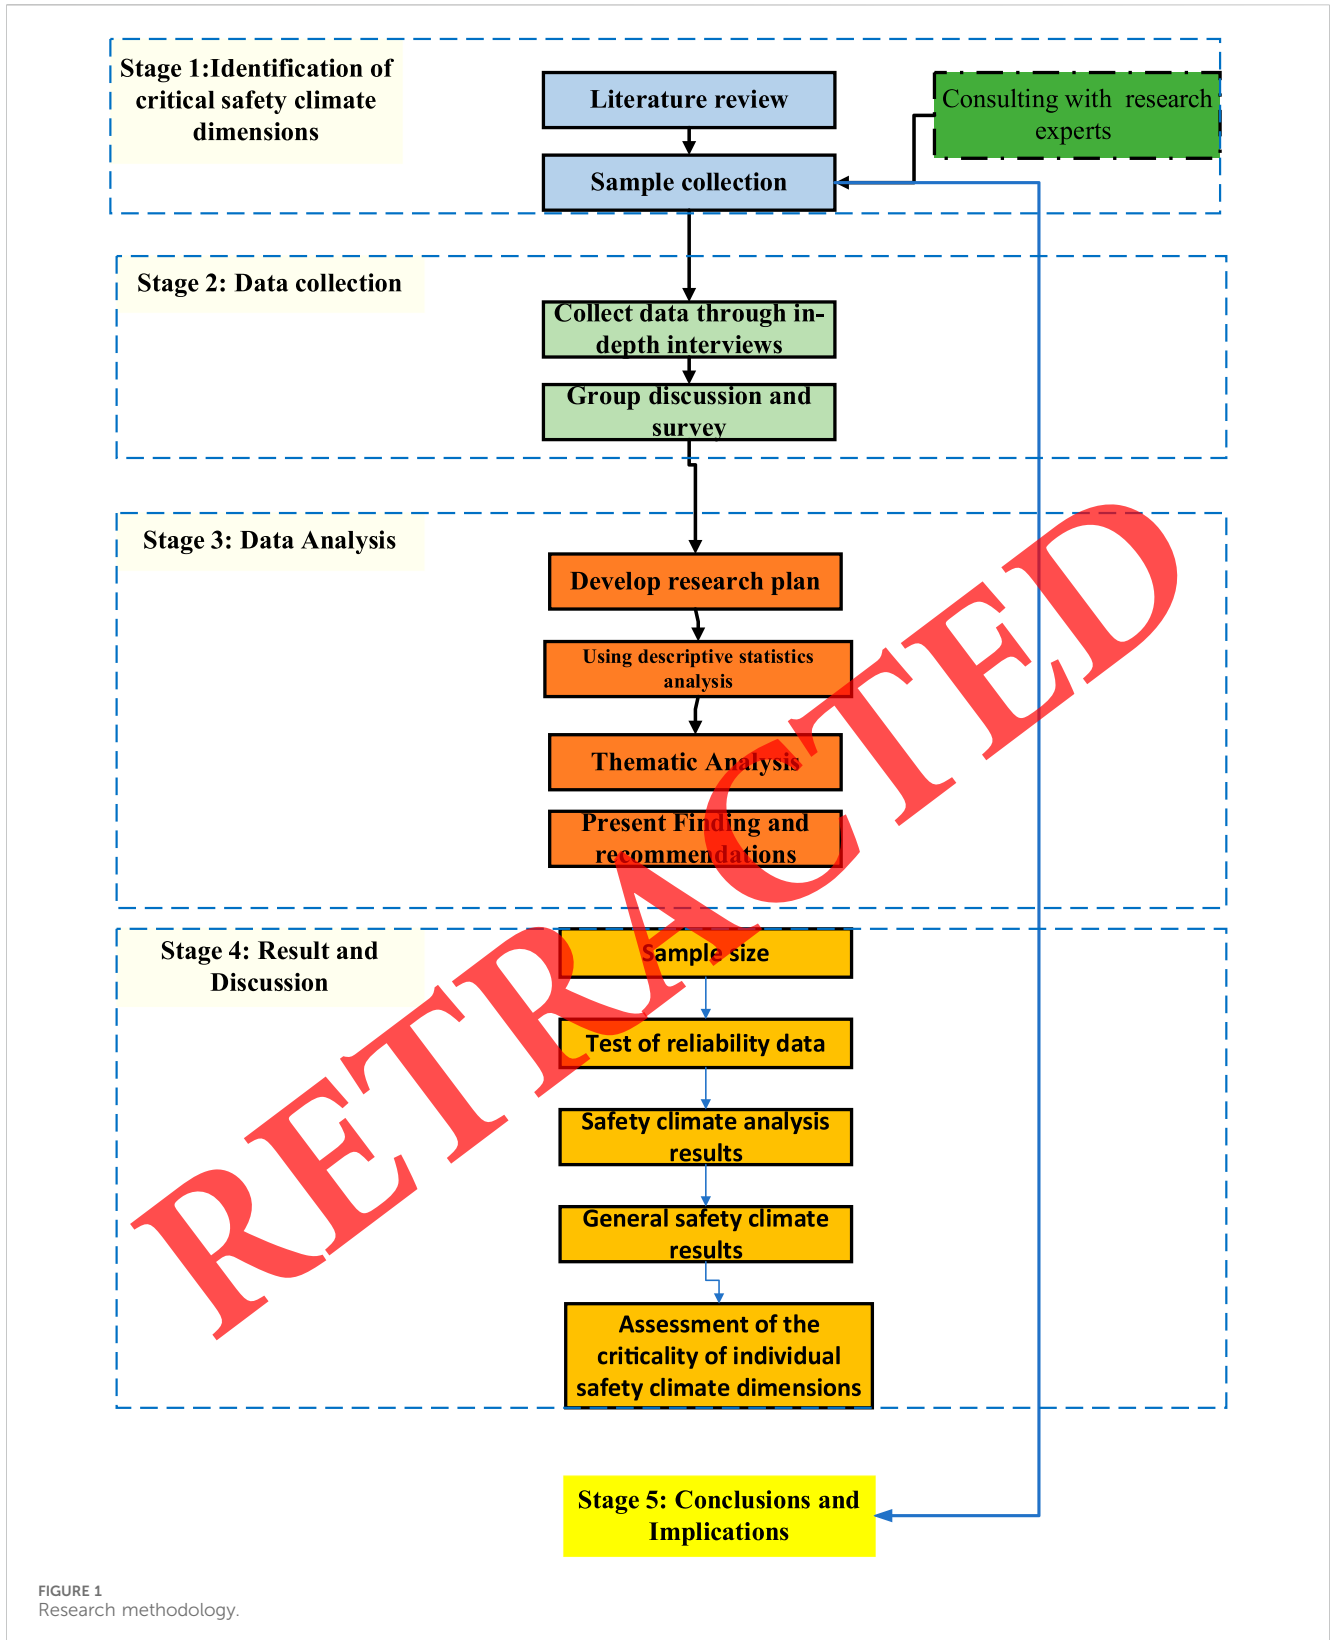 Stage 1:Identification of
critical safety climate
dimensions
Literature review
Consulting with research
experts
Sample collection
Stage 2: Data collection
Collect data through in-
depth interviews
Group discussion and
survey
Stage 3: Data Analysis
Develop research plan
Using descriptive statistics
analysis
Thematic Analysis
Present Finding and
recommendations
Stage 4: Result and
Discussion
Sample size
Test of reliability data
Safety climate analysis
results
General safety climate
results
Assessment of the
criticality of individual
safety climate dimensions
Stage 5: Conclusions and
Implications
RETRACTED
FIGURE 1
Research methodology.